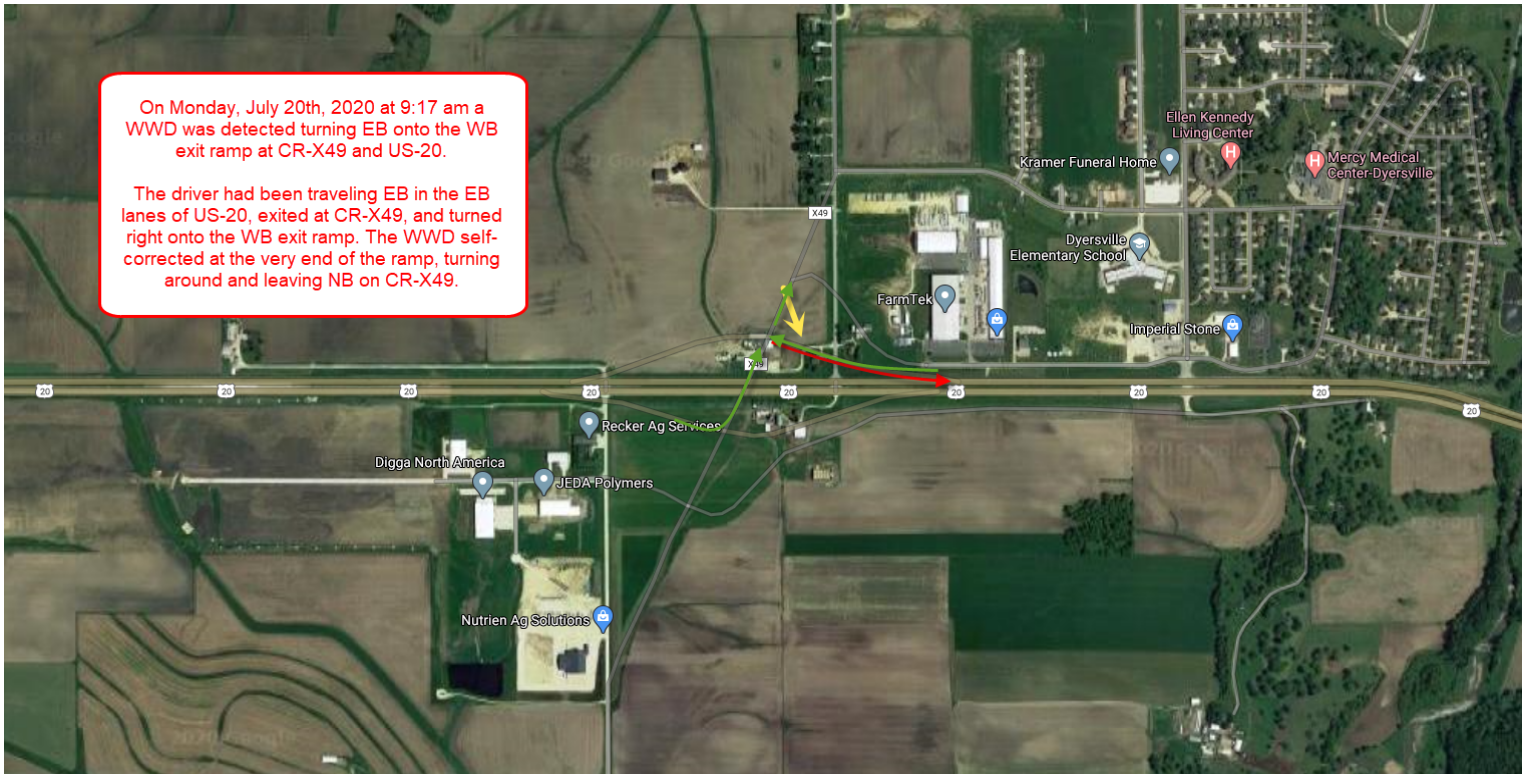 On Monday, July 20th, 2020 at 9:17 am a
WWD was detected turning EB onto the WB
exit ramp at CR-X49 and US-20.
The driver had been traveling EB in the EB
lanes of US-20, exited at CR-X49, and turned
right onto the WB exit ramp. The WWD self-
corrected at the very end of the ramp, turning
around and leaving NB on CR-X49.
Ellen Kennedy
Living Center
Kramer Funeral Home
H
H
Mercy Medical
Center-Dyersville
X49
Dyersville
Elementary School
FarmTek
Imperial Stone
X49
20
20
20
20
20
20
20
20
20
Recker Ag Services
Digga North America
JEDA Polymers
Nutrien Ag Solutions
2020 Google